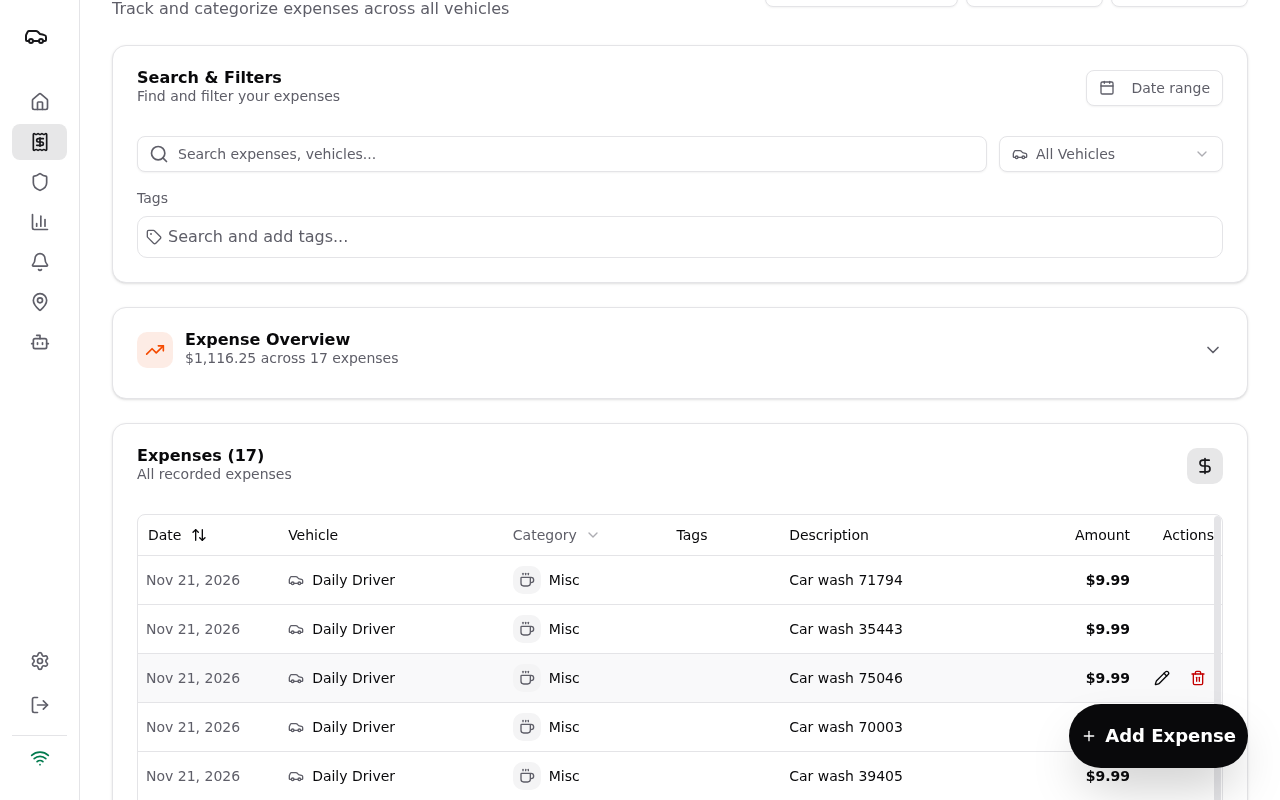 Track and categorize expenses across all vehicles
Search & Filters
Find and filter your expenses
Date range
Search expenses, vehicles...
All Vehicles
Tags
Search and add tags...
Expense Overview
$1,116.25 across 17 expenses
Expenses (17)
All recorded expenses
Date Vehicle Category Tags Description Amount Actions
Nov 21, 2026 Daily Driver Misc Car wash 71794 $9.99
Nov 21, 2026 Daily Driver Misc Car wash 35443 $9.99
Nov 21, 2026 Daily Driver Misc Car wash 75046 $9.99
Nov 21, 2026 Daily Driver Misc Car wash 70003
Add Expense
Nov 21, 2026 Daily Driver Misc Car wash 39405 $9.99